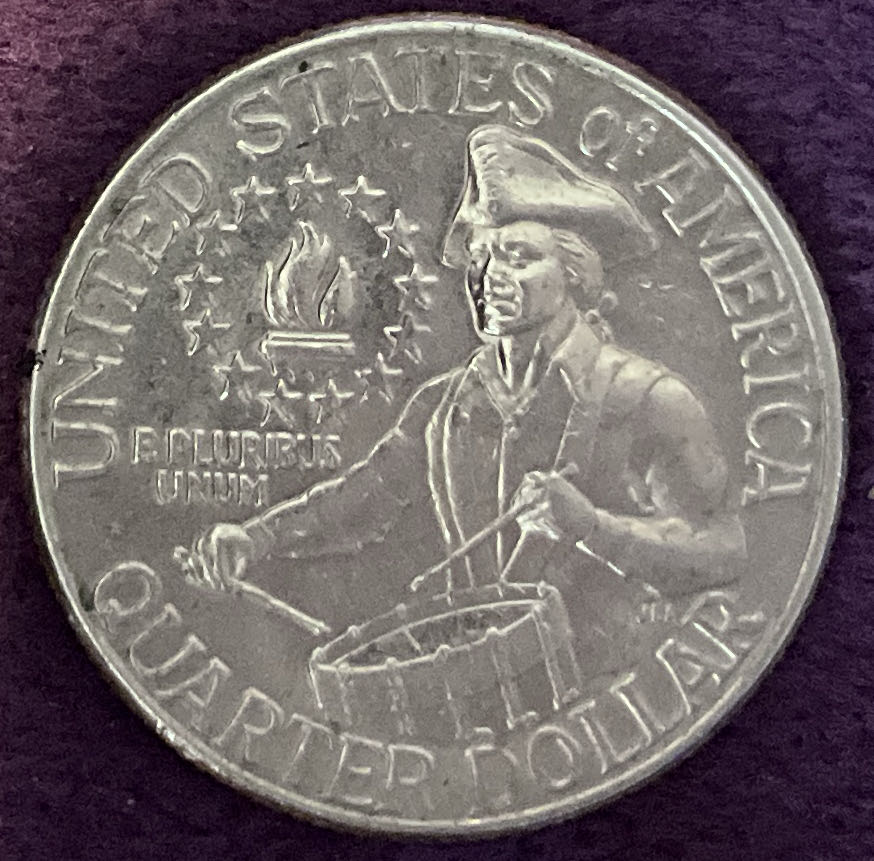 UNITED STATES of AMERICA
E PLURIBUS
UNUM
QUARTER DOLLAR